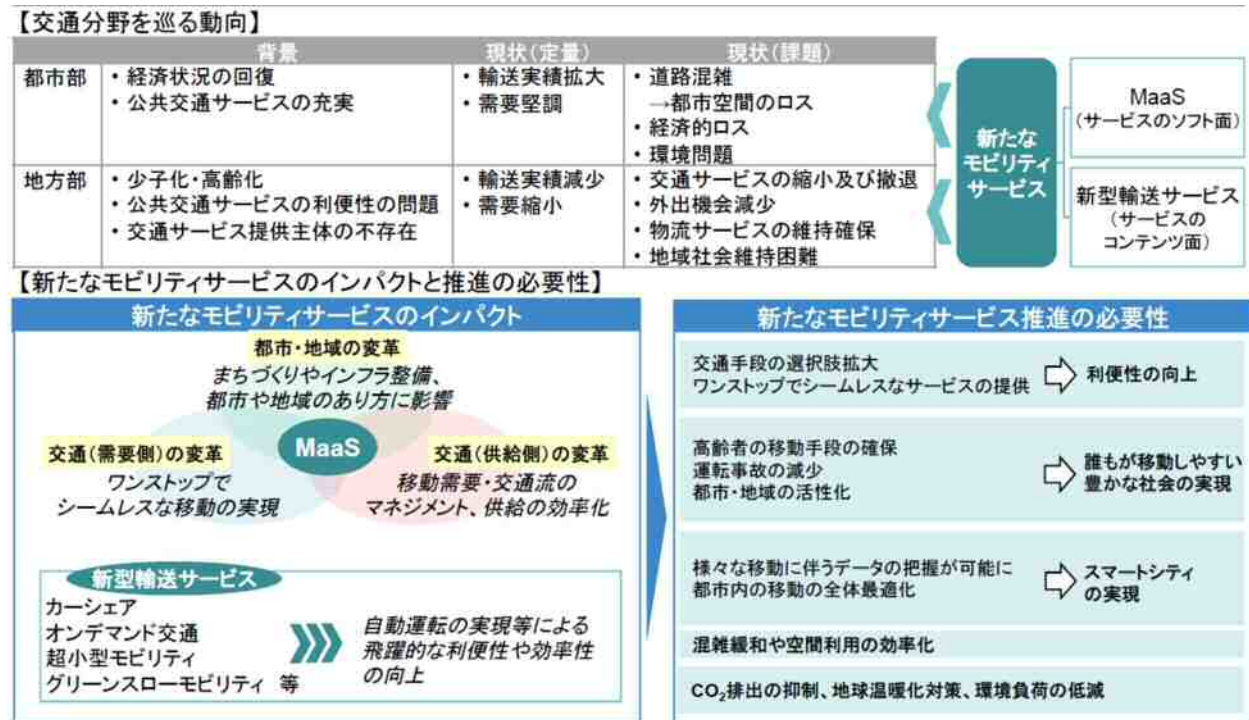 【交通分野を巡る動向】
背景
現状(定量)
現状(課題)
都市部
・経済状況の回復
・公共交通サービスの充実
・輸送実績拡大
・需要堅調
・道路混雑
→都市空間のロス
・経済的ロス
・環境問題
地方部
・少子化・高齢化
・公共交通サービスの利便性の問題
・交通サービス提供主体の不存在
・輸送実績減少
・需要縮小
・交通サービスの縮小及び撤退
・外出機会減少
・物流サービスの維持確保
・地域社会維持困難
新たな
モビリティ
サービス
MaaS
(サービスのソフト面)
新型輸送サービス
(サービスの
コンテンツ面)
【新たなモビリティサービスのインパクトと推進の必要性】
新たなモビリティサービスのインパクト
都市・地域の変革
まちづくりやインフラ整備、
都市や地域のあり方に影響
MaaS
交通(需要側)の変革
ワンストップで
シームレスな移動の実現
交通(供給側)の変革
移動需要・交通流の
マネジメント、供給の効率化
新型輸送サービス
カーシェア
オンデマンド交通
超小型モビリティ
グリーンスローモビリティ 等
自動運転の実現等による
飛躍的な利便性や効率性
の向上
新たなモビリティサービス推進の必要性
交通手段の選択肢拡大
ワンストップでシームレスなサービスの提供
利便性の向上
高齢者の移動手段の確保
運転事故の減少
都市・地域の活性化
誰もが移動しやすい
豊かな社会の実現
様々な移動に伴うデータの把握が可能に
都市内の移動の全体最適化
スマートシティ
の実現
混雑緩和や空間利用の効率化
CO₂排出の抑制、地球温暖化対策、環境負荷の低減